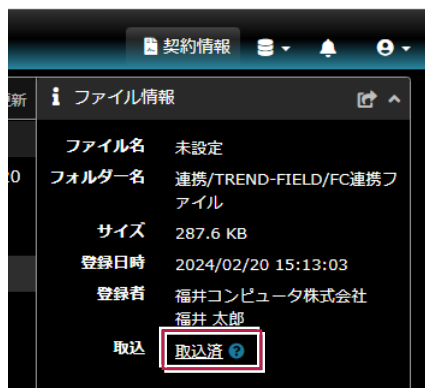 契約情報
更新
ファイル情報
ファイル名 未設定
フォルダー名 連携/TREND-FIELD/FC連携フ
ァイル
サイズ 287.6 KB
登録日時 2024/02/20 15:13:03
登録者 福井コンピュータ株式会社
福井 太郎
取込 取込済